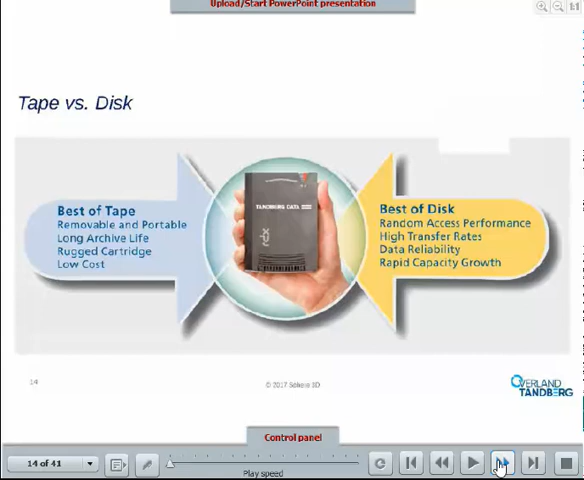 Upload/Start PowerPoint presentation
Tape vs. Disk
Best of Tape
Removable and Portable
Long Archive Life
Rugged Cartridge
Low Cost
TANDBERG DATA
Best of Disk
Random Access Performance
High Transfer Rates
Data Reliability
Rapid Capacity Growth
14
© 2017 Sphere 3D
OVERLAND
TANDBERG
Control panel
14 of 41
Play speed